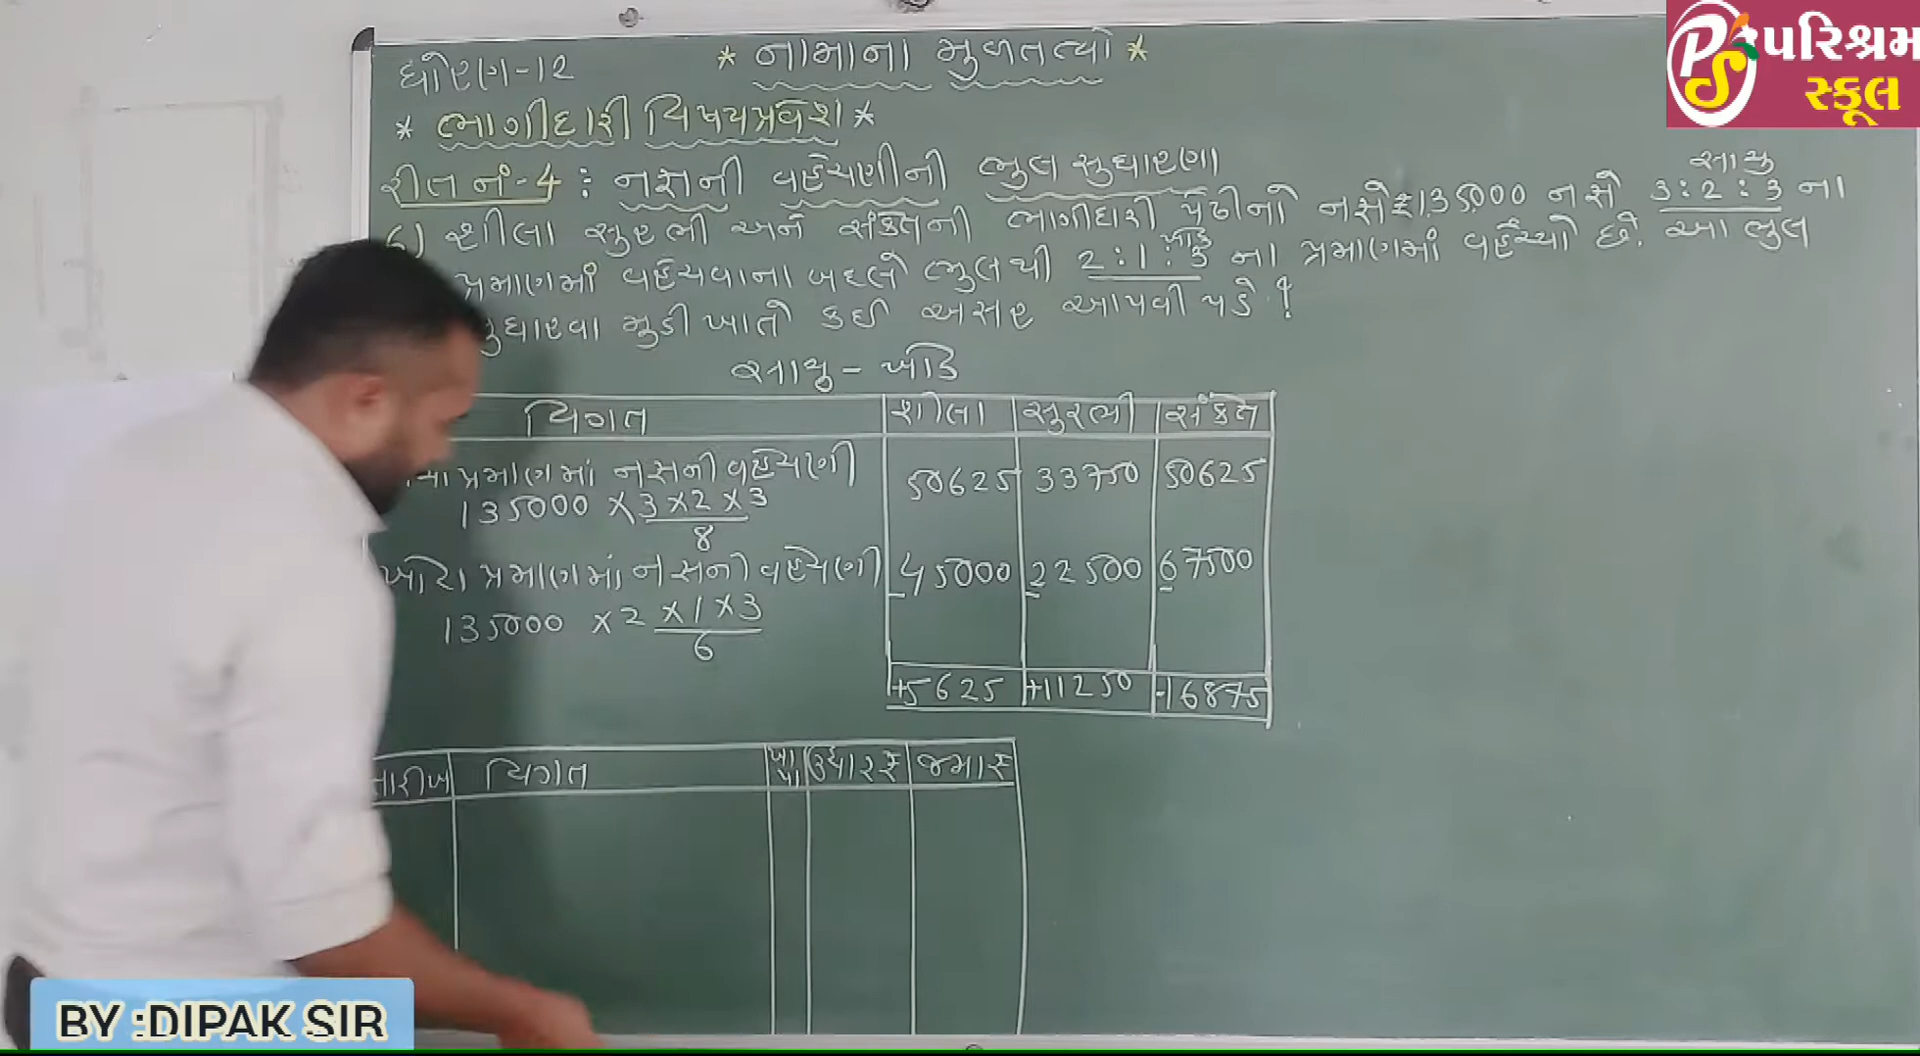 પરિશ્રમ
સ્કૂલ
ધોરણ-12 * નામાના મુળતત્વો *
* ભાગીદારી વિષયપ્રવેશ *
રીત નં-4 : નફાની વહેંચણીની ભુલ સુધારણા
સાચુ
6) શીલા સુરભી અને સંકેતની ભાગીદારી પેઢીનો નફો ₹135000 નફો 3:2:3 ના
પ્રમાણમાં વહેંચવાના બદલે ભુલથી 2:1:3 ના પ્રમાણમાં વહેંચ્યો છે. આ ભુલ
ખોટુ
સુધારવા મુડી ખાતે કઈ અસર આપવી પડે ?
સાચુ - ખોટુ
વિગત શીલા સુરભી સંકેત
પ્રમાણમાં નફાની વહેંચણી 50625 33750 50625
135000 × 3 × 2 × 3
8
ખોટા પ્રમાણમાં નફાની વહેંચણી 45000 22500 67500
135000 × 2 × 1 × 3
6
+5625 +11250 -16875
તારીખ વિગત ખા પા ઉધાર ₹ જમા ₹
BY :DIPAK SIR